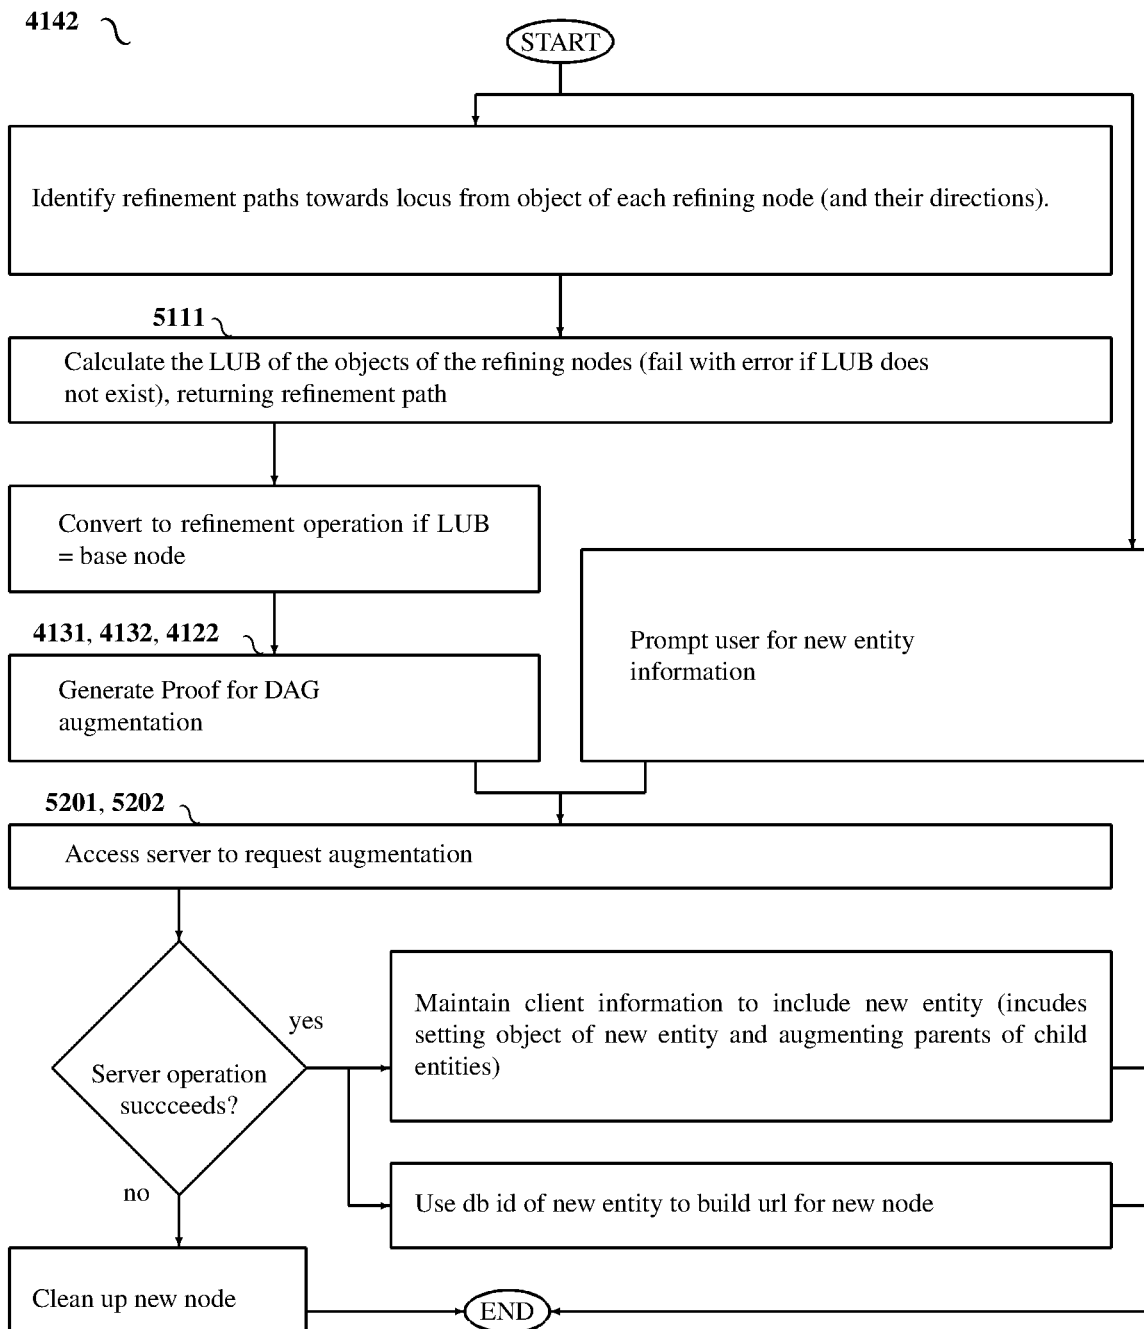 4142
START
Identify refinement paths towards locus from object of each refining node (and their directions).
5111
Calculate the LUB of the objects of the refining nodes (fail with error if LUB does
not exist), returning refinement path
Convert to refinement operation if LUB
= base node
4131, 4132, 4122
Generate Proof for DAG
augmentation
Prompt user for new entity
information
5201, 5202
Access server to request augmentation
yes
Maintain client information to include new entity (incudes
setting object of new entity and augmenting parents of child
entities)
Server operation
succceeds?
no
Use db id of new entity to build url for new node
Clean up new node
END